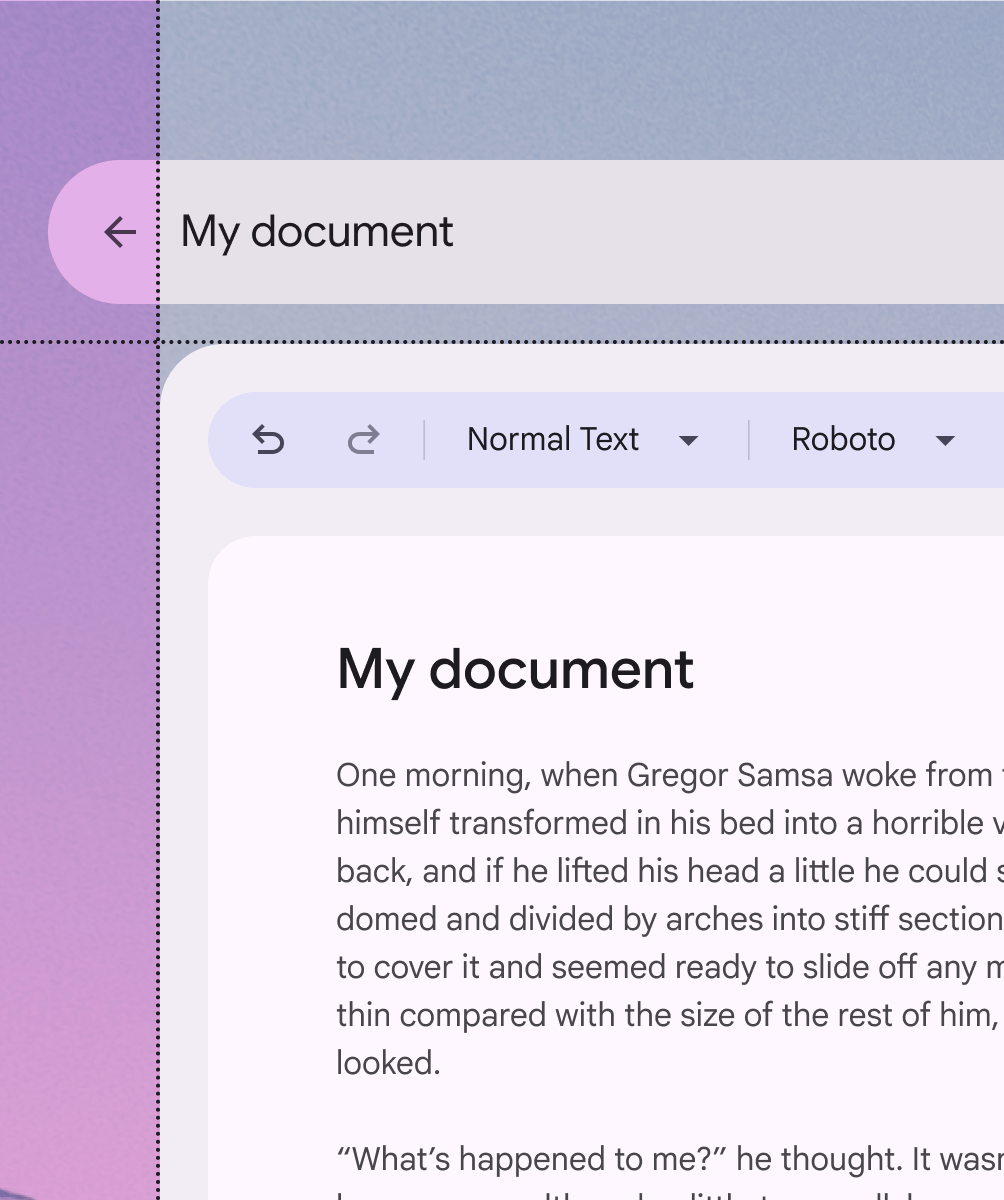 My document
Normal Text
Roboto
My document
One morning, when Gregor Samsa woke from
himself transformed in his bed into a horrible
back, and if he lifted his head a little he could
domed and divided by arches into stiff section
to cover it and seemed ready to slide off any
thin compared with the size of the rest of him,
looked.
“What’s happened to me?” he thought. It wasn